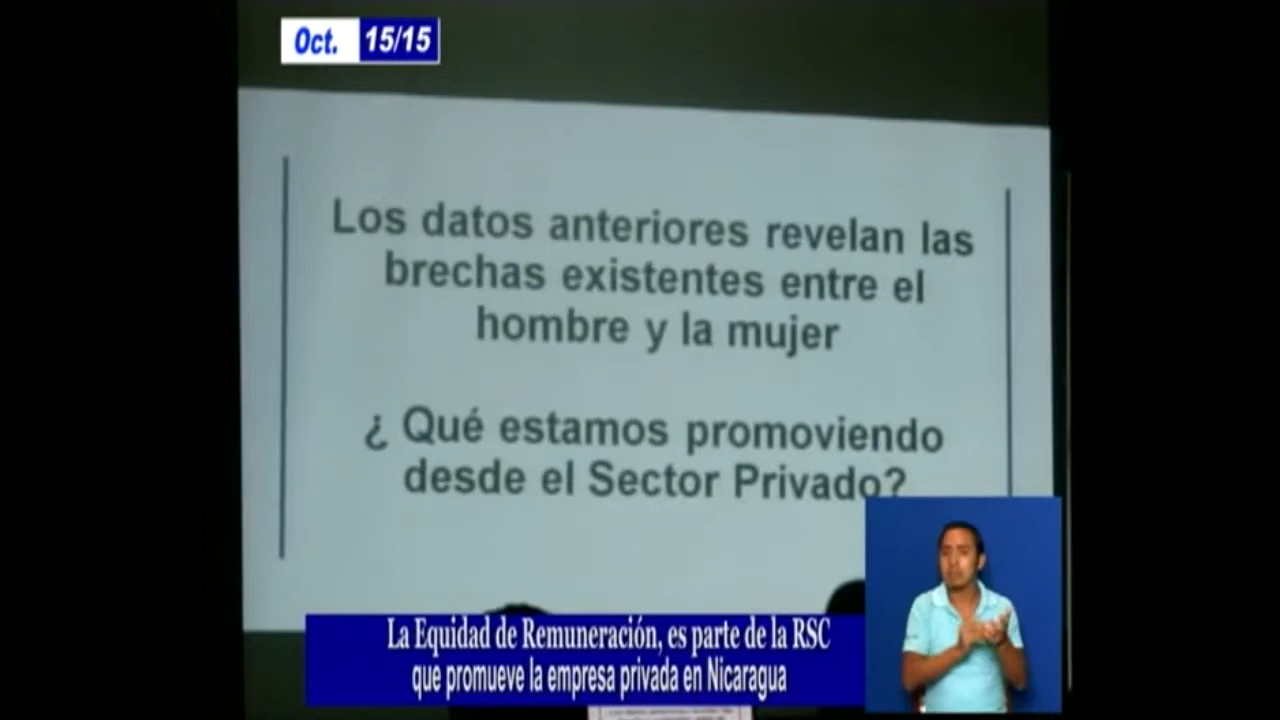 Oct. 15/15
Los datos anteriores revelan las
brechas existentes entre el
hombre y la mujer
¿ Qué estamos promoviendo
desde el Sector Privado?
La Equidad de Remuneración, es parte de la RSC
que promueve la empresa privada en Nicaragua